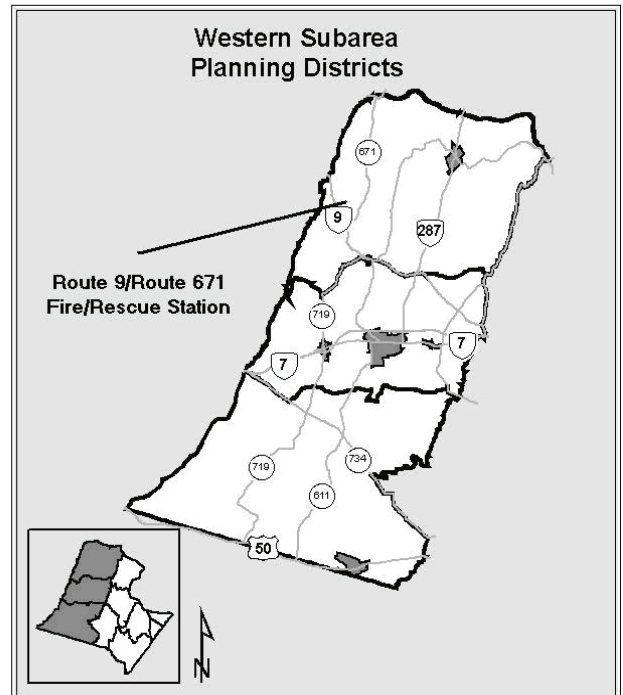 Western Subarea
Planning Districts
671
9
287
Route 9/Route 671
Fire/Rescue Station
719
7
7
719
734
611
50
N